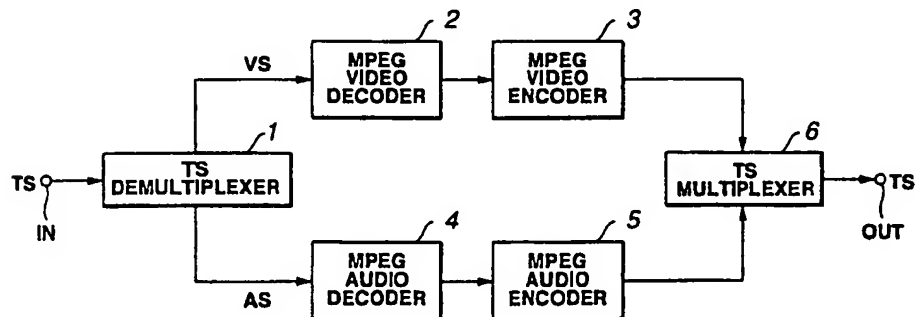 2
3
VS
MPEG
VIDEO
DECODER
MPEG
VIDEO
ENCODER
1
6
TS
TS
DEMULTIPLEXER
TS
MULTIPLEXER
TS
IN
OUT
4
5
AS
MPEG
AUDIO
DECODER
MPEG
AUDIO
ENCODER